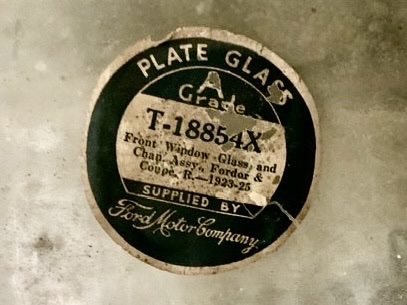 PLATE GLASS
A
Grade
T-18854X
Front Window Glass and
Chan. Assy. Fordor &
Coupe, R.—1923-25
SUPPLIED BY
Ford Motor Company